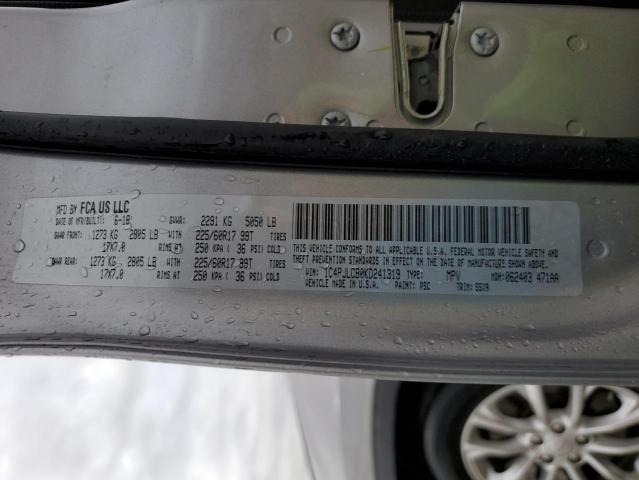 MFD BY FCA US LLC
DATE OF MFR(BUILT): 6-18 GVWR: 2291 KG 5050 LB
GAWR FRONT: 1273 KG 2805 LB WITH 225/60R17 99T TIRES
17X7.0 RIMS AT 250 KPA ( 36 PSI) COLD
GAWR REAR: 1273 KG 2805 LB WITH 225/60R17 99T TIRES
17X7.0 RIMS AT 250 KPA ( 36 PSI) COLD
THIS VEHICLE CONFORMS TO ALL APPLICABLE U.S.A. FEDERAL MOTOR VEHICLE SAFETY AND
THEFT PREVENTION STANDARDS IN EFFECT ON THE DATE OF MANUFACTURE SHOWN ABOVE.
VIN: 1C4PJLCB0KD241319 TYPE: MPV MDH:062403 471AA
VEHICLE MADE IN U.S.A. PAINT: PSC TRIM: S5X9